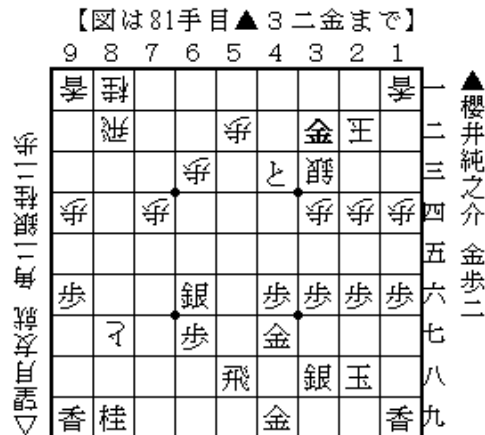 【図は81手目▲３二金まで】
9 8 7 6 5 4 3 2 1
香 桂 香 一
飛 歩 金 王 二
歩 と 銀 三
歩 歩 歩 歩 歩 四
五
歩 銀 歩 歩 歩 歩 六
と 歩 金 七
飛 銀 玉 八
香 桂 金 香 九
▲櫻井純之介 金歩二
△望月友就 角二銀桂二歩